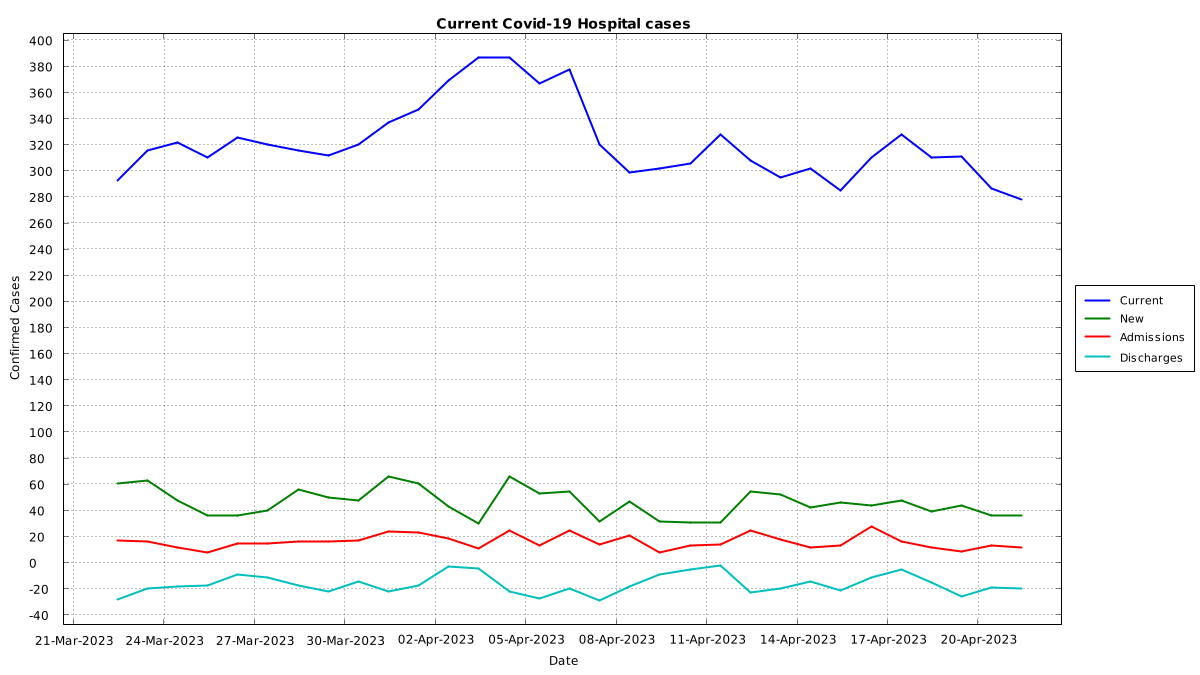 Current Covid-19 Hospital cases
400
380
360
340
320
300
280
260
240
220
200
180
160
140
120
100
80
60
40
20
0
-20
-40
Confirmed Cases
21-Mar-2023 24-Mar-2023 27-Mar-2023 30-Mar-2023 02-Apr-2023 05-Apr-2023 08-Apr-2023 11-Apr-2023 14-Apr-2023 17-Apr-2023 20-Apr-2023
Date
Current
New
Admissions
Discharges